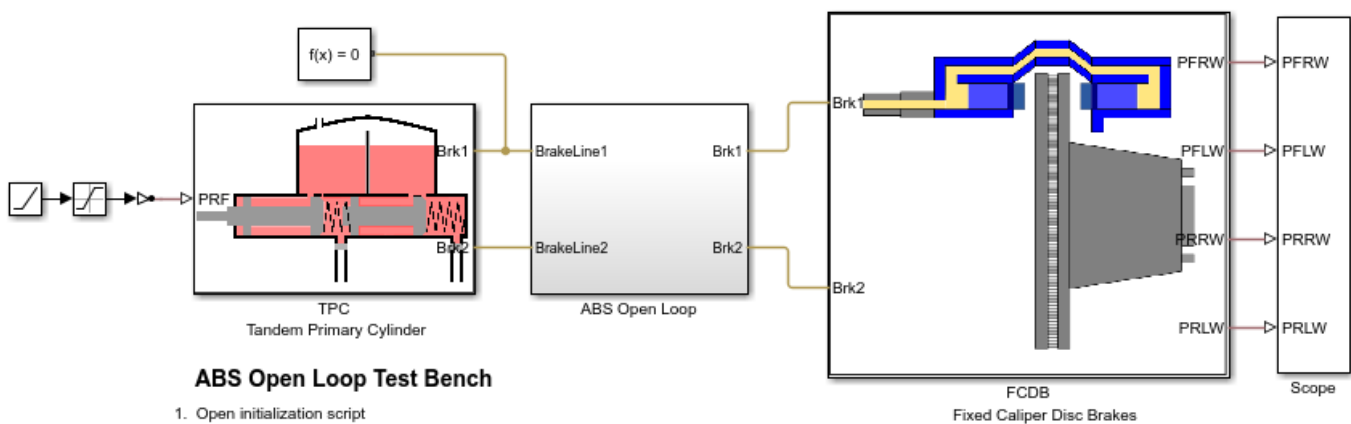 f(x) = 0
PRF
Brk1
Brk2
TPC
Tandem Primary Cylinder
BrakeLine1
BrakeLine2
Brk1
Brk2
ABS Open Loop
Brk1
Brk2
PFRW
PFLW
PRRW
PRLW
FCDB
Fixed Caliper Disc Brakes
PFRW
PFLW
PRRW
PRLW
Scope
ABS Open Loop Test Bench
1. Open initialization script